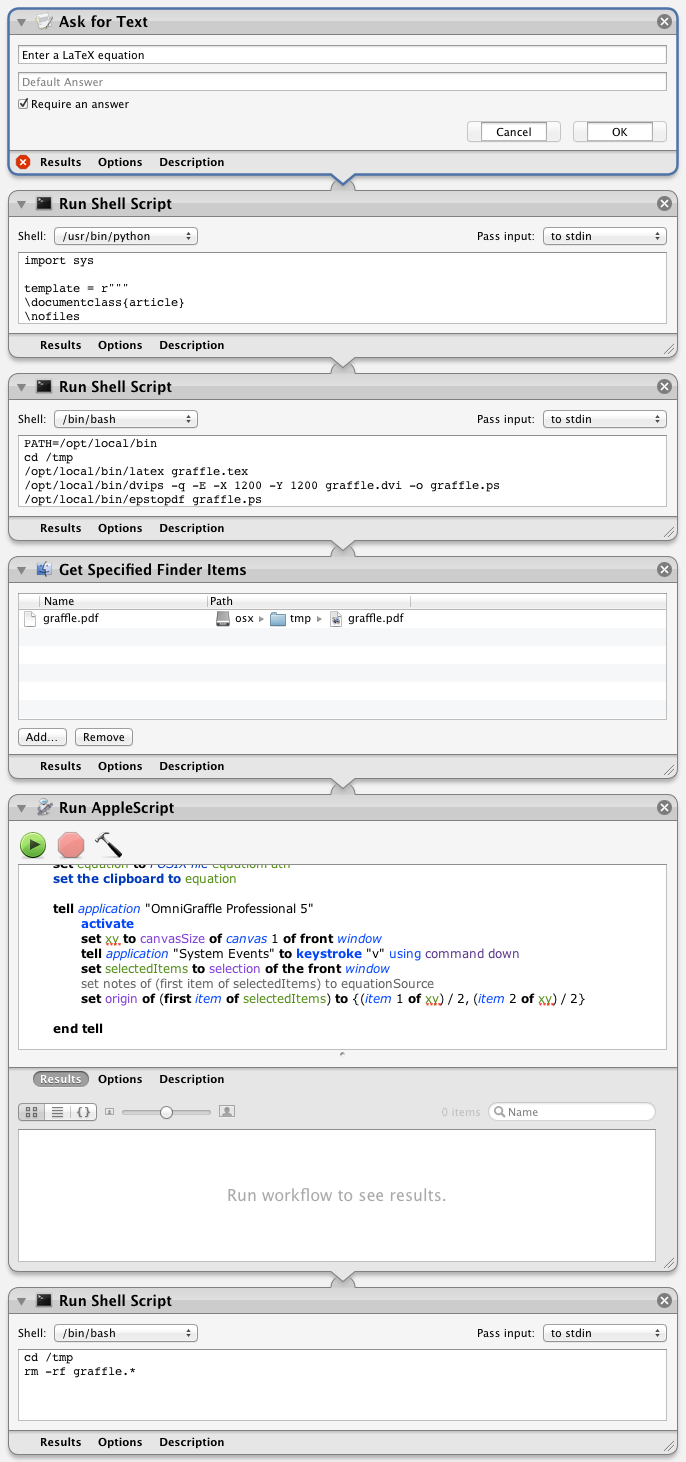 Ask for Text
Enter a LaTeX equation
Default Answer
Require an answer
Cancel OK
Results Options Description
Run Shell Script
Shell: /usr/bin/python Pass input: to stdin
import sys
template = r"""
\documentclass{article}
\nofiles
Results Options Description
Run Shell Script
Shell: /bin/bash Pass input: to stdin
PATH=/opt/local/bin
cd /tmp
/opt/local/bin/latex graffle.tex
/opt/local/bin/dvips -q -E -X 1200 -Y 1200 graffle.dvi -o graffle.ps
/opt/local/bin/epstopdf graffle.ps
Results Options Description
Get Specified Finder Items
Name Path
graffle.pdf osx ▸ tmp ▸ graffle.pdf
Add... Remove
Results Options Description
Run AppleScript
set equation to POSIX file equationPath
set the clipboard to equation
tell application "OmniGraffle Professional 5"
activate
set xy to canvasSize of canvas 1 of front window
tell application "System Events" to keystroke "v" using command down
set selectedItems to selection of the front window
set notes of (first item of selectedItems) to equationSource
set origin of (first item of selectedItems) to {(item 1 of xy) / 2, (item 2 of xy) / 2}
end tell
Results Options Description
0 items Name
Run workflow to see results.
Run Shell Script
Shell: /bin/bash Pass input: to stdin
cd /tmp
rm -rf graffle.*
Results Options Description